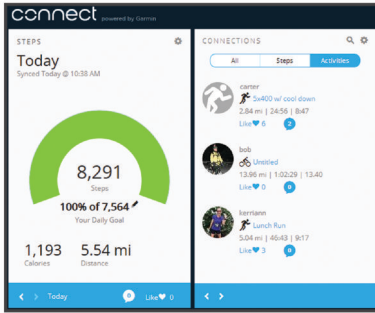 connect powered by Garmin
STEPS
Today
Synced Today @ 10:38 AM
8,291
Steps
100% of 7,564
Your Daily Goal
1,193
Calories
5.54 mi
Distance
Today
0
Like 0
CONNECTIONS
All
Steps
Activities
carter
5x400 w/ cool down
2.84 mi | 24:56 | 8:47
Like 6
2
bob
Untitled
13.96 mi | 1:02:29 | 13.40
Like 0
0
kerriann
Lunch Run
5.04 mi | 46:43 | 9:17
Like 3
0